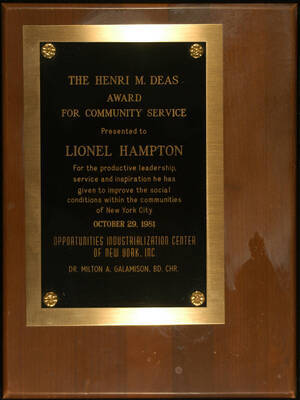 THE HENRI M. DEAS
AWARD
FOR COMMUNITY SERVICE
Presented to
LIONEL HAMPTON
For the productive leadership,
service and inspiration he has
given to improve the social
conditions within the communities
of New York City
OCTOBER 29, 1981
OPPORTUNITIES INDUSTRIALIZATION CENTER
OF NEW YORK, INC.
DR. MILTON A. GALAMISON, BD. CHR.